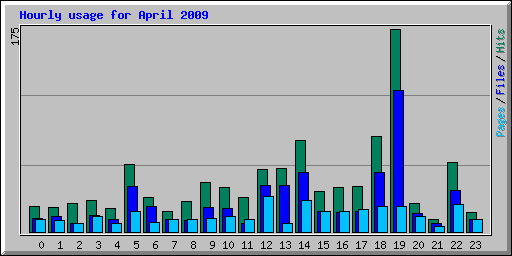 Hourly usage for April 2009
175
Pages / Files / Hits
0 1 2 3 4 5 6 7 8 9 10 11 12 13 14 15 16 17 18 19 20 21 22 23